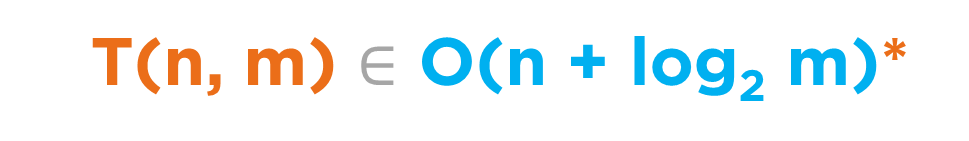 T(n, m) ∈ O(n + log₂ m)*